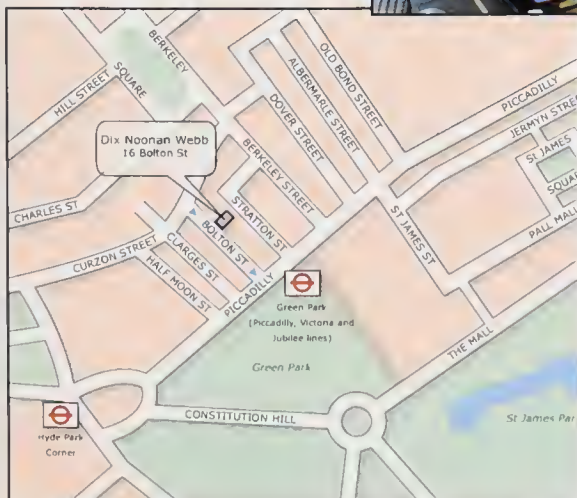 BERKELEY
SQUARE
HILL STREET
OLD BOND STREET
ALBERMARLE STREET
DOVER STREET
PICCADILLY
JERMYN STREE
ST JAMES
SQUAR
Dix Noonan Webb
16 Bolton St
BERKELEY STREET
STRATTON ST
BOLTON ST
CHARLES ST
CURZON STREET
CLARGES ST
HALF MOON ST
PICCADILLY
ST JAMES ST
PALL MALL
Green Park
(Piccadilly, Victoria and
Jubilee lines)
THE MALL
Green Park
CONSTITUTION HILL
St James Par
Hyde Park
Corner